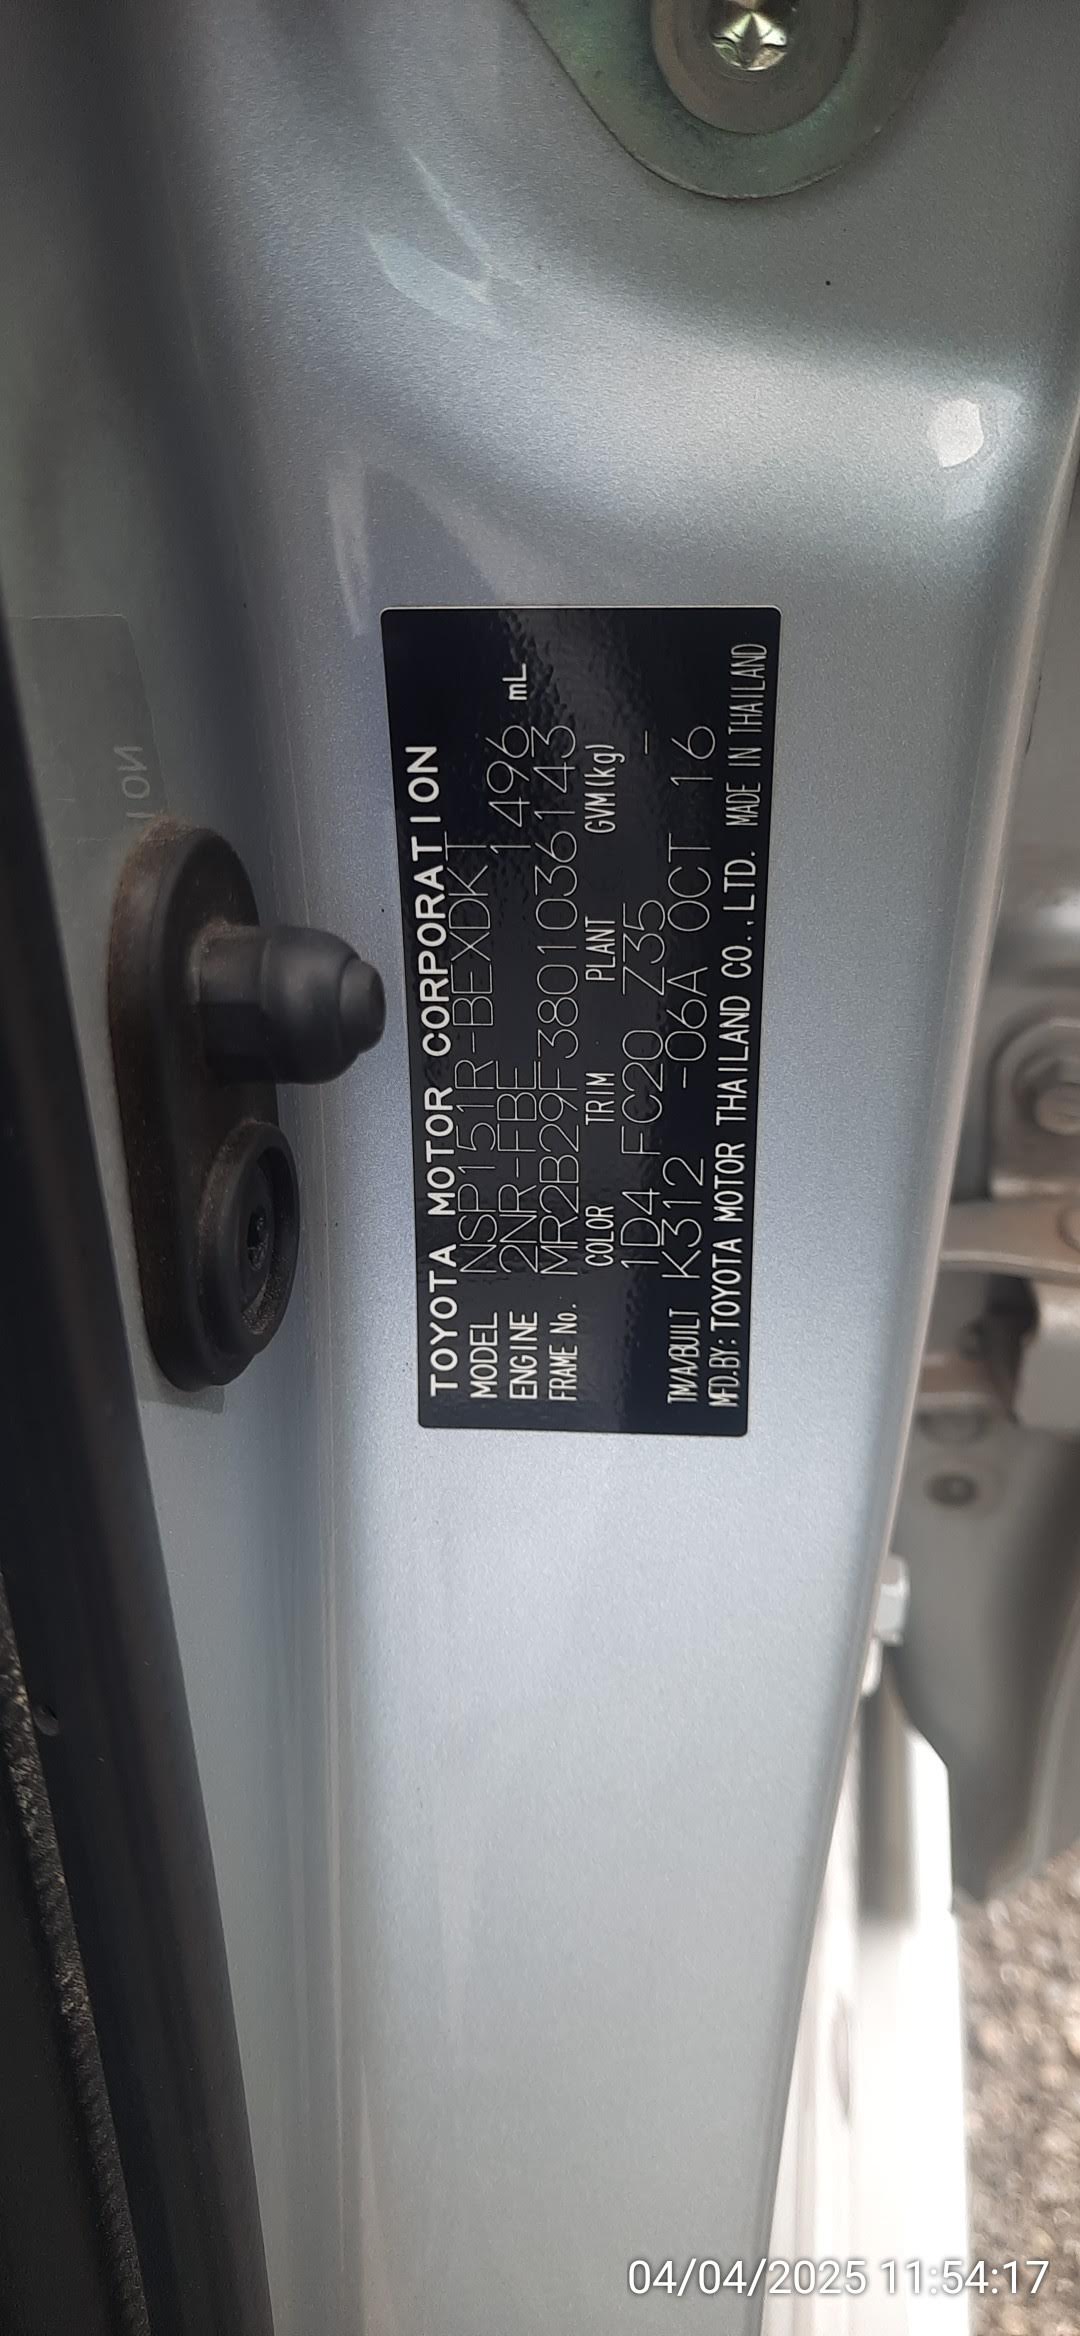 TOYOTA MOTOR CORPORATION
MODEL NSP151R-BEXDKT
ENGINE 2NR-FBE 1496 mL
FRAME No. MR2B29F3801036143
COLOR TRIM PLANT GVM(kg)
1D4 FC20 Z35 -
TM/A/BUILT K312 -06A OCT 16
MFD.BY: TOYOTA MOTOR THAILAND CO.,LTD. MADE IN THAILAND
04/04/2025 11:54:17